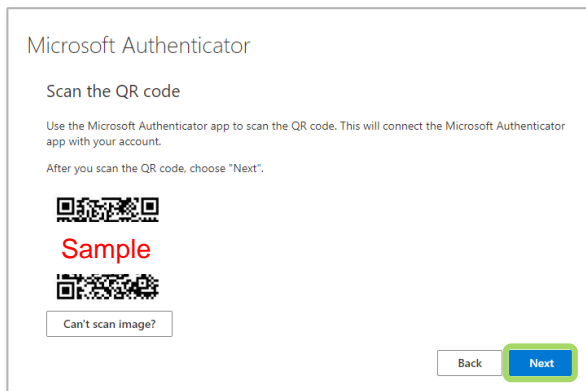 Microsoft Authenticator
Scan the QR code
Use the Microsoft Authenticator app to scan the QR code. This will connect the Microsoft Authenticator
app with your account.
After you scan the QR code, choose "Next".
Sample
Can't scan image?
Back Next